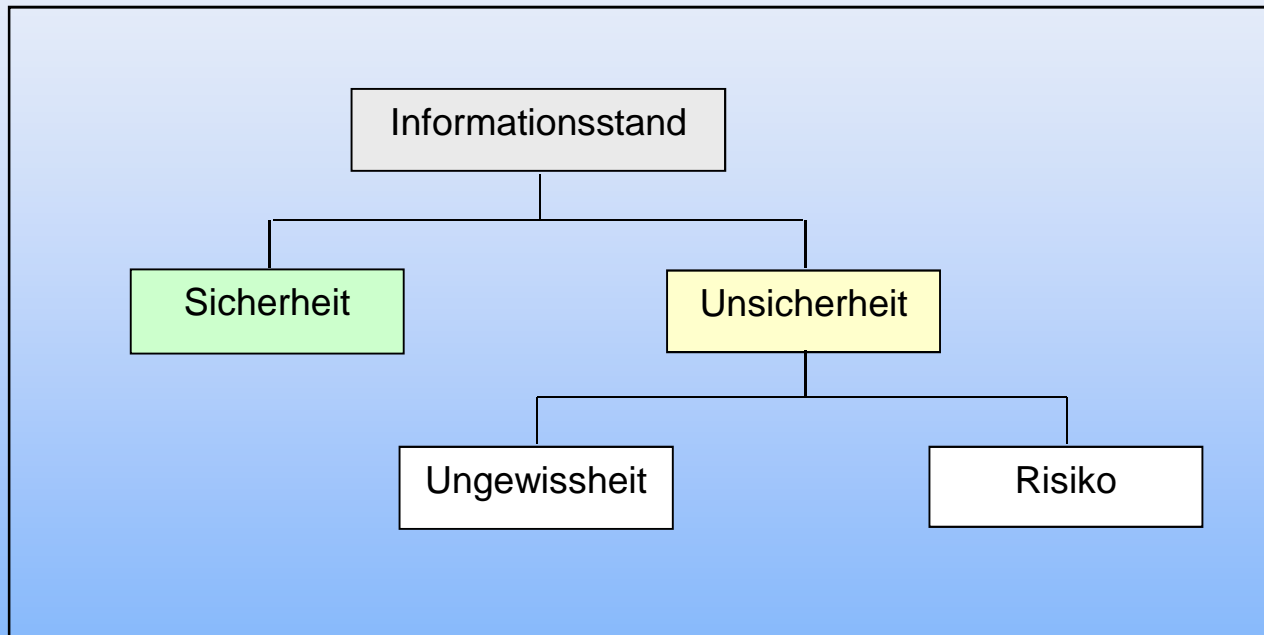 Informationsstand
Sicherheit
Unsicherheit
Ungewissheit
Risiko